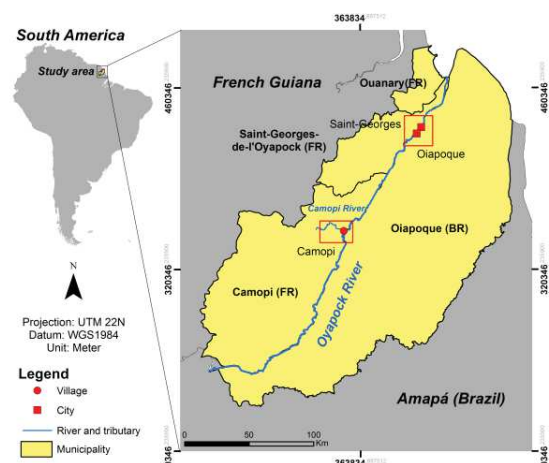 South America
Study area
N
Projection: UTM 22N
Datum: WGS1984
Unit: Meter
Legend
Village
City
River and tributary
Municipality
363834
460346
460346
French Guiana
Ouanary(FR)
Saint-Georges
Saint-Georges-
de-l'Oyapock (FR)
Oiapoque
Camopi River
Oiapoque (BR)
Camopi
320346
320346
Camopi (FR)
Oyapock River
Amapá (Brazil)
0 50 100
Km
363834